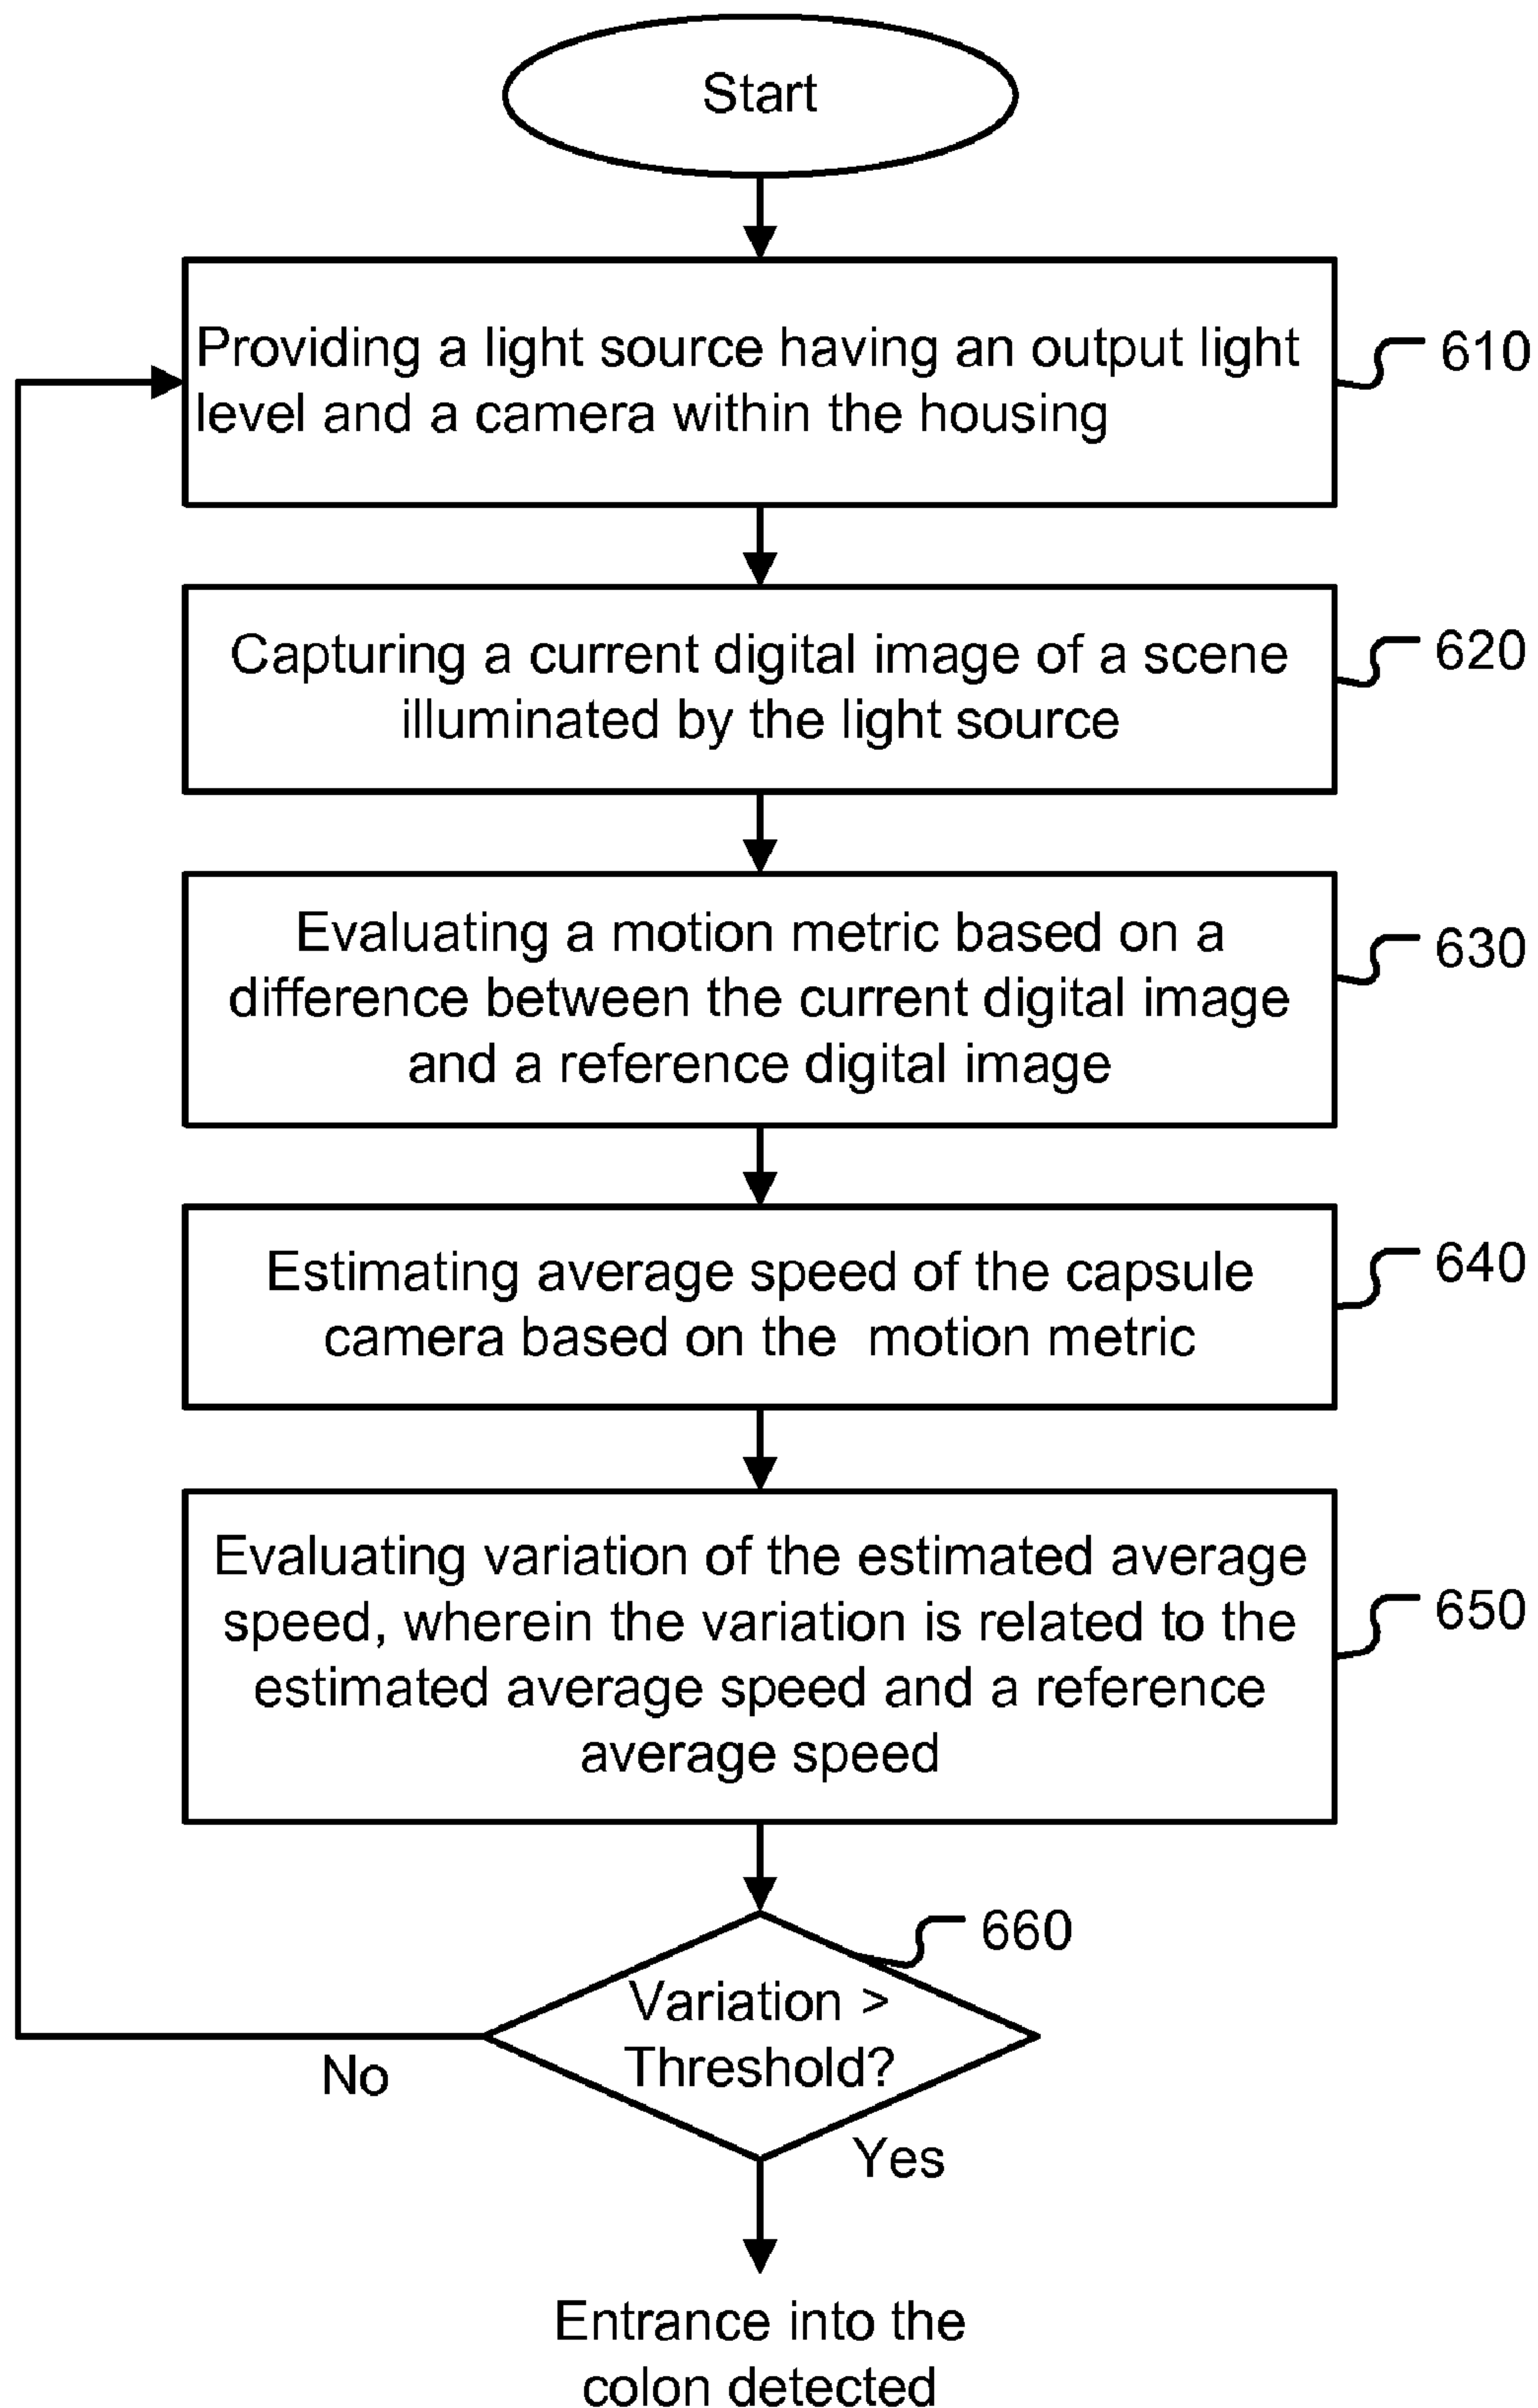 Start
Providing a light source having an output light
level and a camera within the housing
610
Capturing a current digital image of a scene
illuminated by the light source
620
Evaluating a motion metric based on a
difference between the current digital image
and a reference digital image
630
Estimating average speed of the capsule
camera based on the motion metric
640
Evaluating variation of the estimated average
speed, wherein the variation is related to the
estimated average speed and a reference
average speed
650
660
Variation >
Threshold?
No
Yes
Entrance into the
colon detected